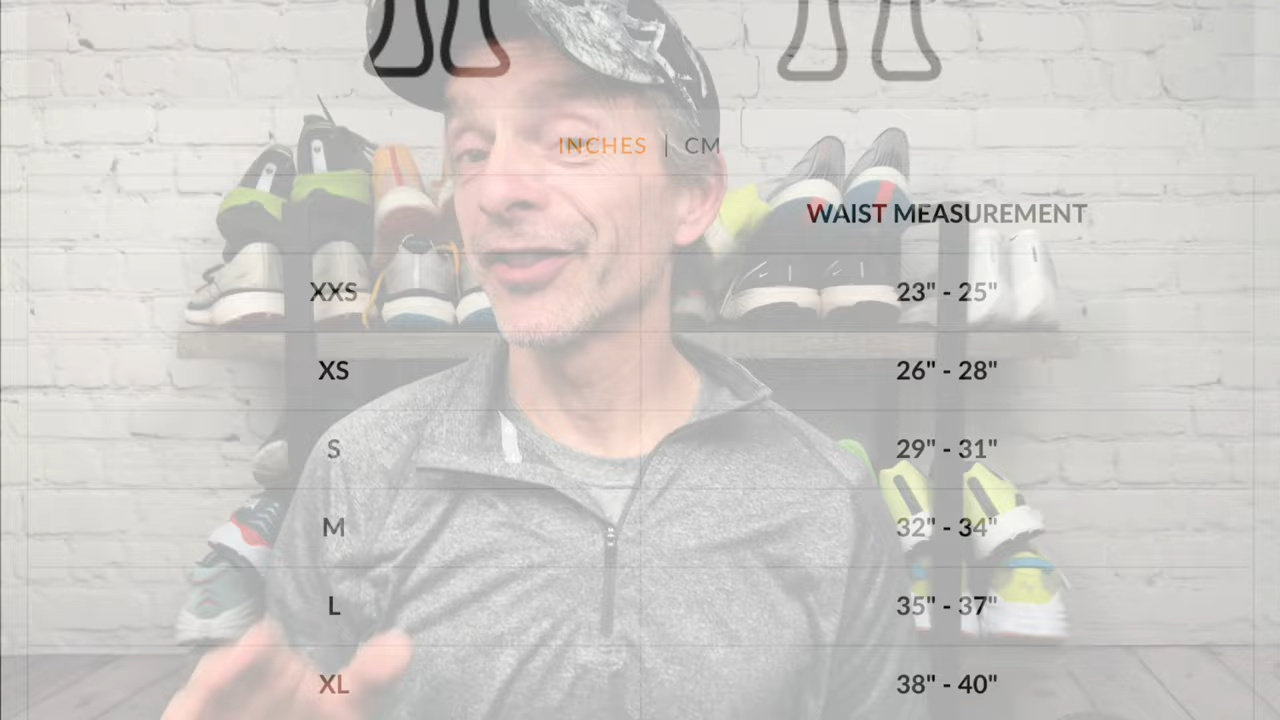 INCHES | CM
WAIST MEASUREMENT
XXS 23" - 25"
XS 26" - 28"
S 29" - 31"
M 32" - 34"
L 35" - 37"
XL 38" - 40"